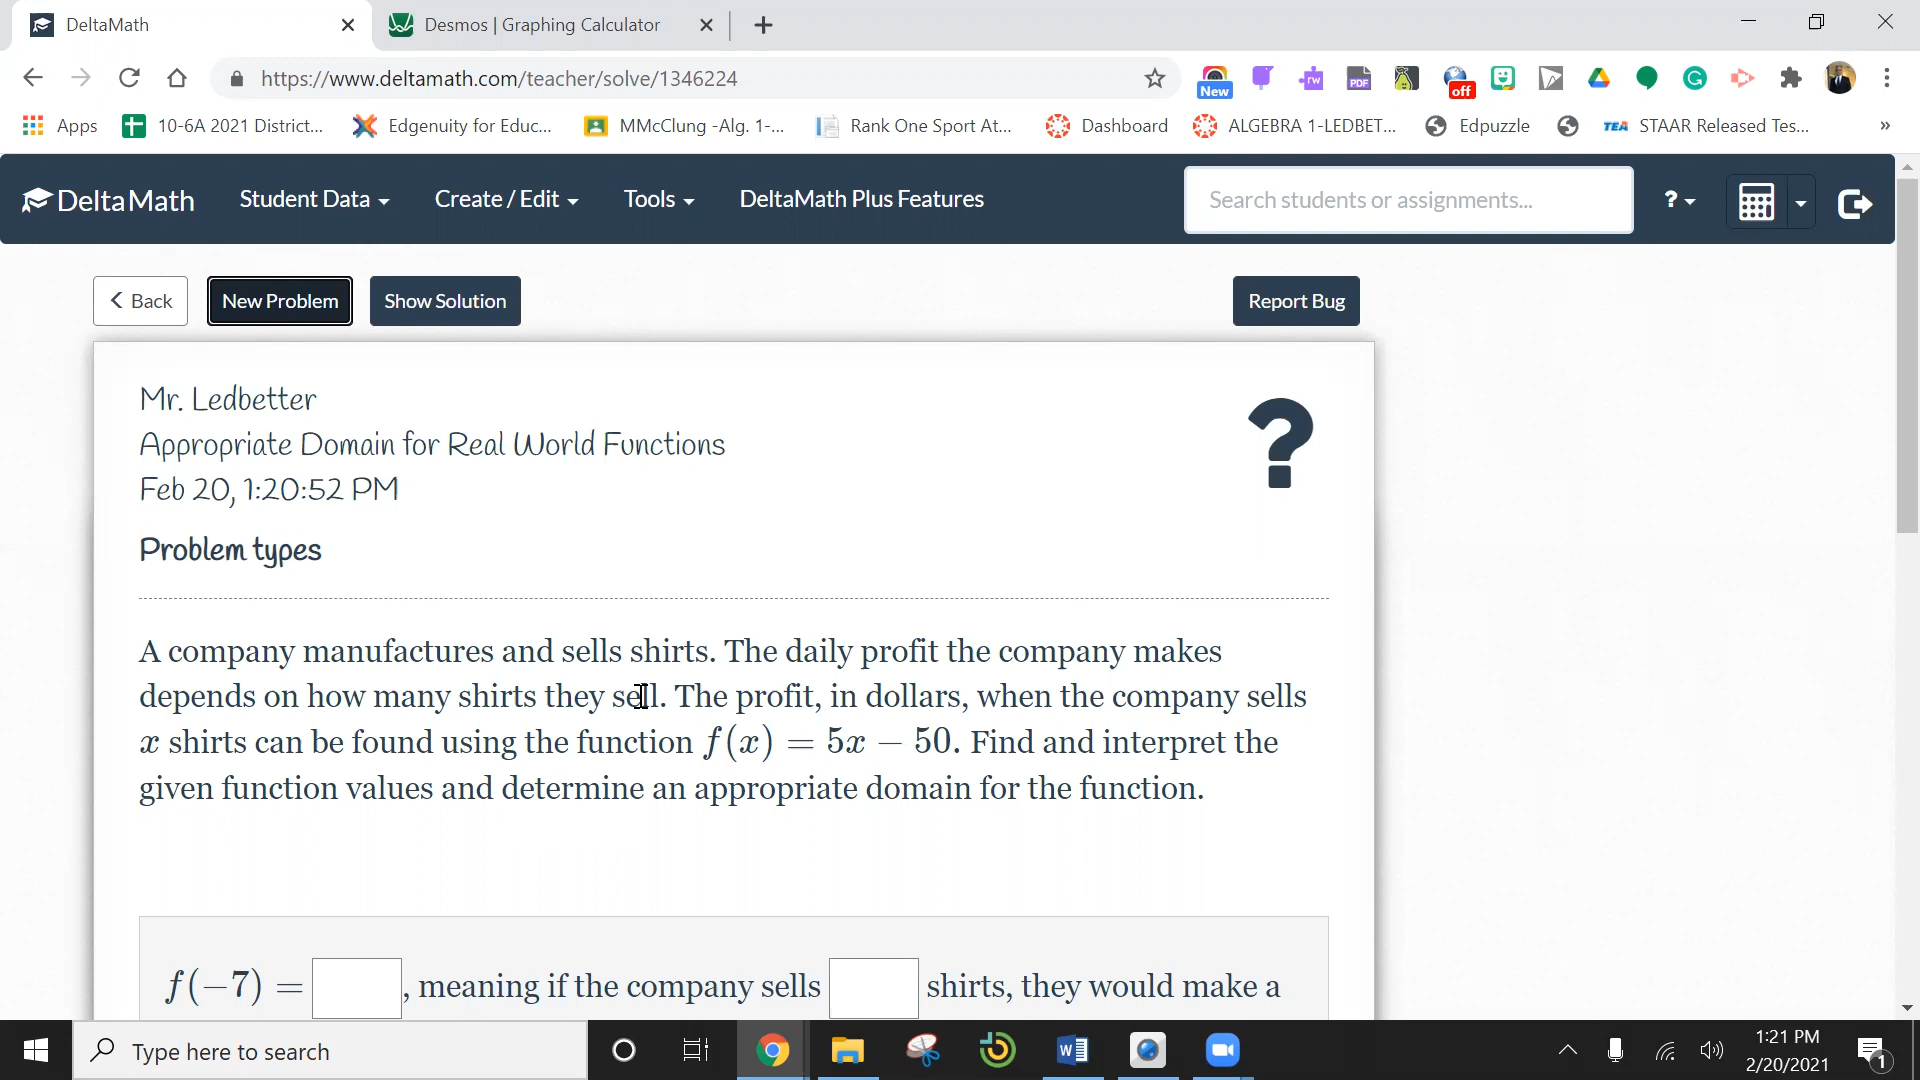 DeltaMath
Desmos | Graphing Calculator
https://www.deltamath.com/teacher/solve/1346224
New
rw
PDF
off
Apps
10-6A 2021 District...
Edgenuity for Educ...
MMcClung -Alg. 1-...
Rank One Sport At...
Dashboard
ALGEBRA 1-LEDBET...
Edpuzzle
TEA STAAR Released Tes...
»
DeltaMath
Student Data
Create / Edit
Tools
DeltaMath Plus Features
Search students or assignments...
?
Back
New Problem
Show Solution
Report Bug
Mr. Ledbetter
Appropriate Domain for Real World Functions
Feb 20, 1:20:52 PM
?
Problem types
A company manufactures and sells shirts. The daily profit the company makes
depends on how many shirts they sell. The profit, in dollars, when the company sells
x shirts can be found using the function f(x) = 5x − 50. Find and interpret the
given function values and determine an appropriate domain for the function.
f(−7) = , meaning if the company sells shirts, they would make a
Type here to search
1:21 PM
2/20/2021
1